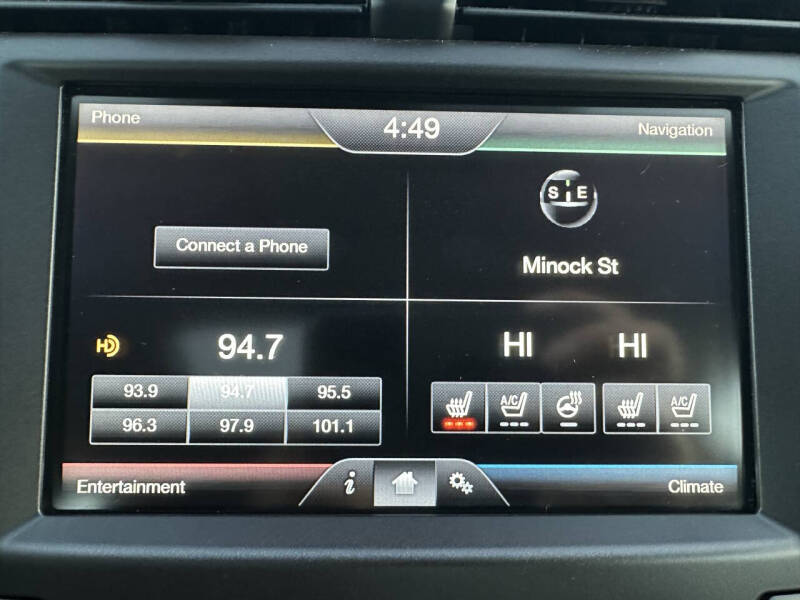 Phone
4:49
Navigation
S E
Connect a Phone
Minock St
HD
94.7
HI HI
93.9 94.7 95.5
A/C A/C
96.3 97.9 101.1
i
Entertainment
Climate